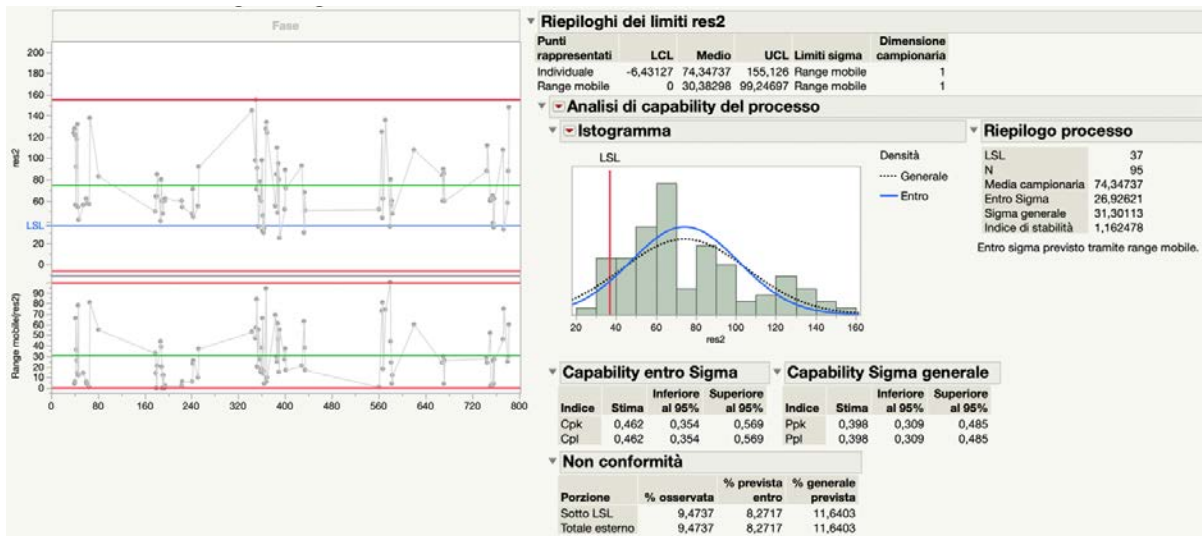 Fase
200
180
160
140
120
100
80
60
LSL
20
0
res2
90
80
70
60
50
40
30
20
10
0
Range mobile(res2)
0 80 160 240 320 400 480 560 640 720 800
Riepiloghi dei limiti res2
Punti rappresentati LCL Medio UCL Limiti sigma Dimensione campionaria
Individuale -6,43127 74,34737 155,126 Range mobile 1
Range mobile 0 30,38298 99,24697 Range mobile 1
Analisi di capability del processo
Istogramma
LSL
20 40 60 80 100 120 140 160
res2
Densità
Generale
Entro
Riepilogo processo
LSL 37
N 95
Media campionaria 74,34737
Entro Sigma 26,92621
Sigma generale 31,30113
Indice di stabilità 1,162478
Entro sigma previsto tramite range mobile.
Capability entro Sigma
Indice Stima Inferiore al 95% Superiore al 95%
Cpk 0,462 0,354 0,569
Cpl 0,462 0,354 0,569
Capability Sigma generale
Indice Stima Inferiore al 95% Superiore al 95%
Ppk 0,398 0,309 0,485
Ppl 0,398 0,309 0,485
Non conformità
Porzione % osservata % prevista entro % generale prevista
Sotto LSL 9,4737 8,2717 11,6403
Totale esterno 9,4737 8,2717 11,6403